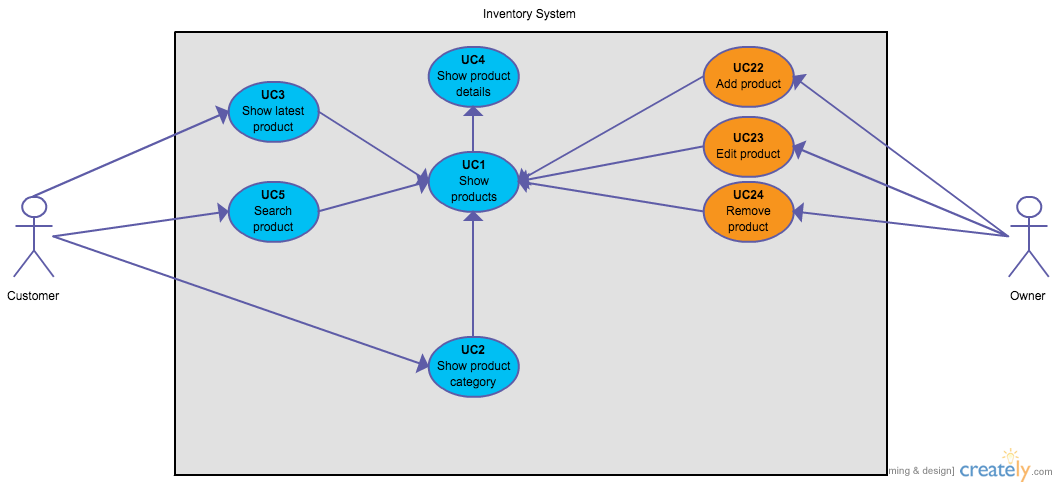 Inventory System
UC4
Show product
details
UC22
Add product
UC3
Show latest
product
UC23
Edit product
UC1
Show
products
UC5
Search
product
UC24
Remove
product
Customer
Owner
UC2
Show product
category
ming & design]
creately.com